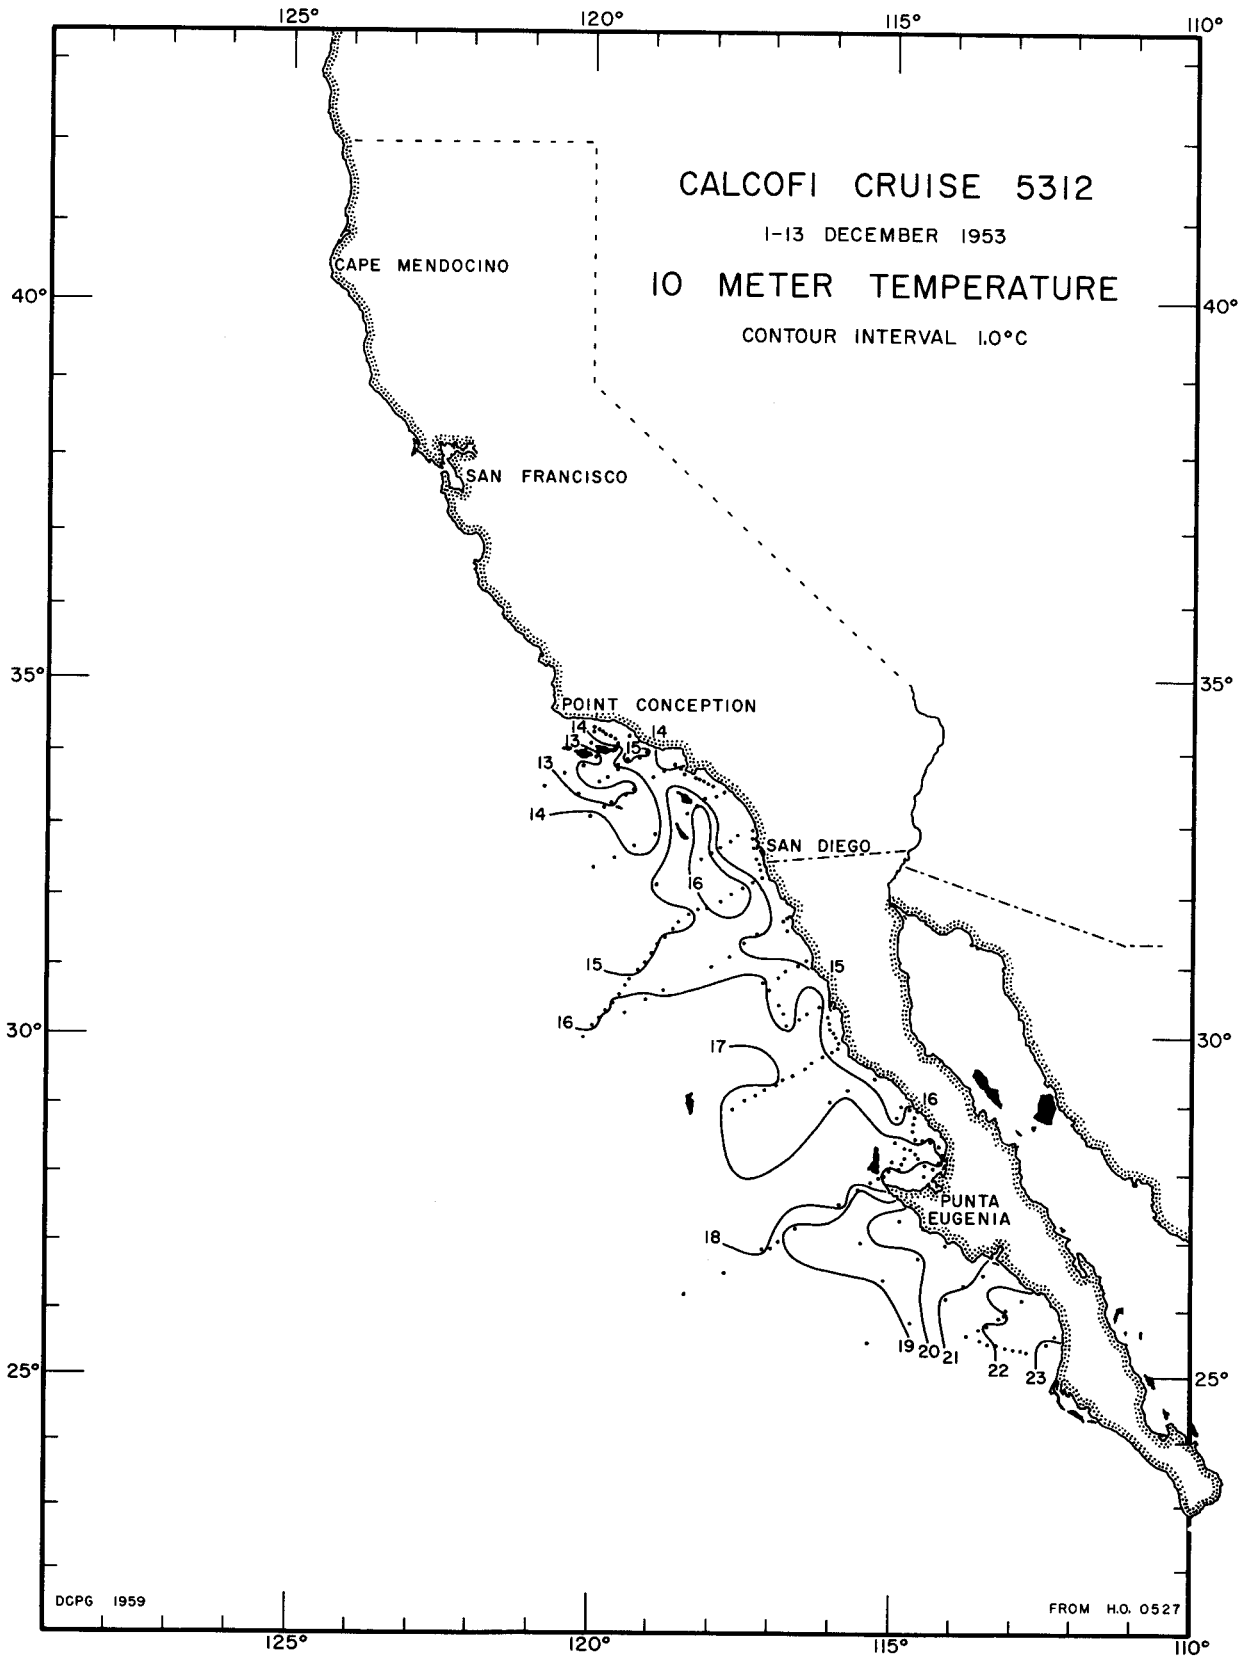 125° 120° 115° 110°
CALCOFI CRUISE 5312
1-13 DECEMBER 1953
CAPE MENDOCINO
10 METER TEMPERATURE
40° 40°
CONTOUR INTERVAL 1.0°C
SAN FRANCISCO
35° 35°
POINT CONCEPTION
14 14
13 15
13
14
SAN DIEGO
16
15 15
16
30° 30°
17
16
PUNTA
EUGENIA
18
19 20 21
22 23
25° 25°
DCPG 1959
FROM H.O. 0527
125° 120° 115° 110°